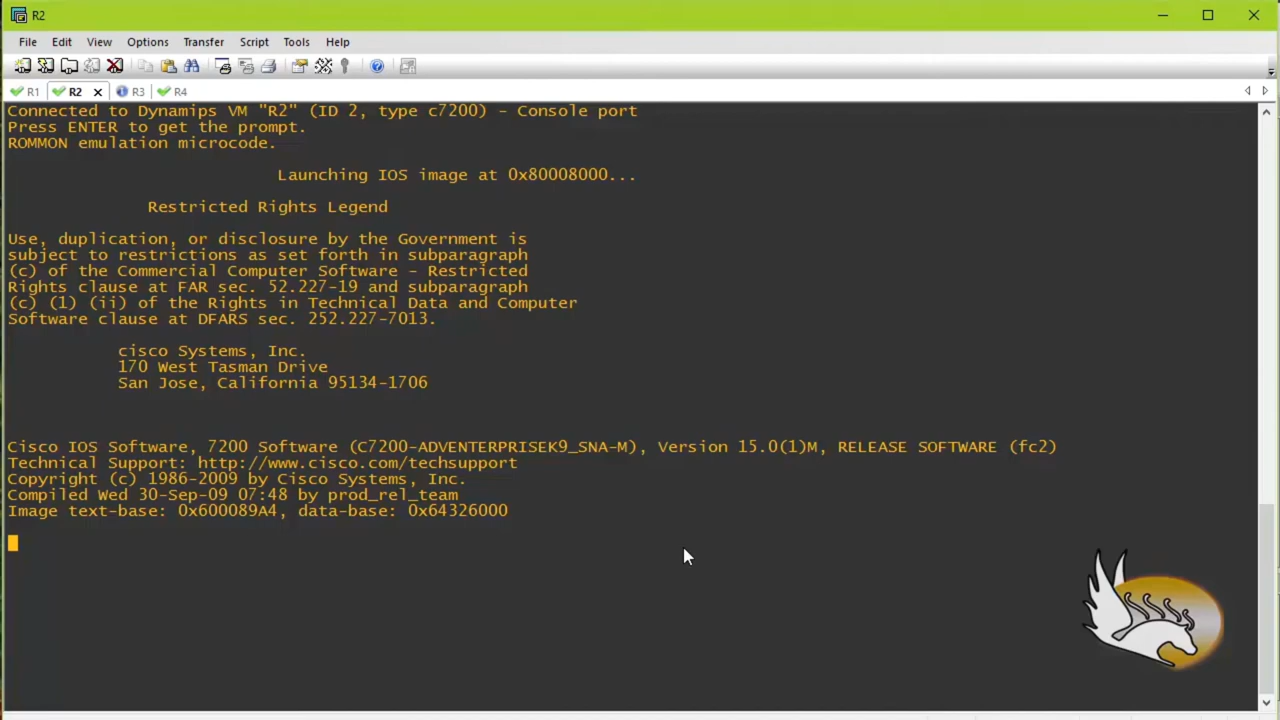 R2
File Edit View Options Transfer Script Tools Help
R1 R2 R3 R4
Connected to Dynamips VM "R2" (ID 2, type c7200) - Console port
Press ENTER to get the prompt.
ROMMON emulation microcode.
Launching IOS image at 0x80008000...
Restricted Rights Legend
Use, duplication, or disclosure by the Government is
subject to restrictions as set forth in subparagraph
(c) of the Commercial Computer Software - Restricted
Rights clause at FAR sec. 52.227-19 and subparagraph
(c) (1) (ii) of the Rights in Technical Data and Computer
Software clause at DFARS sec. 252.227-7013.
cisco Systems, Inc.
170 West Tasman Drive
San Jose, California 95134-1706
Cisco IOS Software, 7200 Software (C7200-ADVENTERPRISEK9_SNA-M), Version 15.0(1)M, RELEASE SOFTWARE (fc2)
Technical Support: http://www.cisco.com/techsupport
Copyright (c) 1986-2009 by Cisco Systems, Inc.
Compiled Wed 30-Sep-09 07:48 by prod_rel_team
Image text-base: 0x600089A4, data-base: 0x64326000